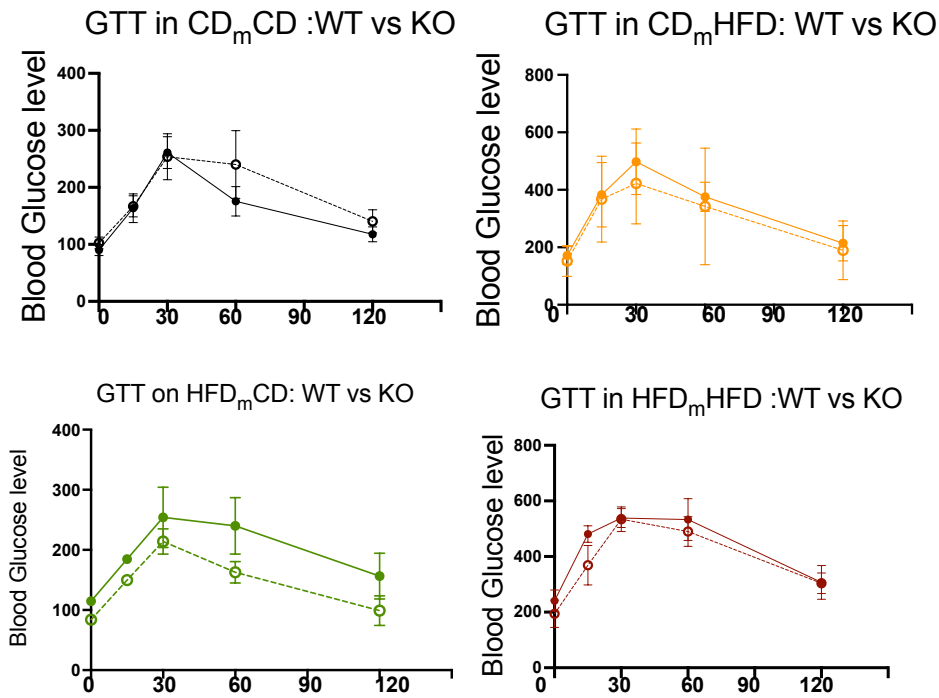 GTT in CDmCD :WT vs KO
Blood Glucose level
400
300
200
100
0
0 30 60 90 120
GTT in CDmHFD: WT vs KO
Blood Glucose level
800
600
400
200
0
0 30 60 90 120
GTT on HFDmCD: WT vs KO
Blood Glucose level
400
300
200
100
0
0 30 60 90 120
GTT in HFDmHFD :WT vs KO
Blood Glucose level
800
600
400
200
0
0 30 60 90 120